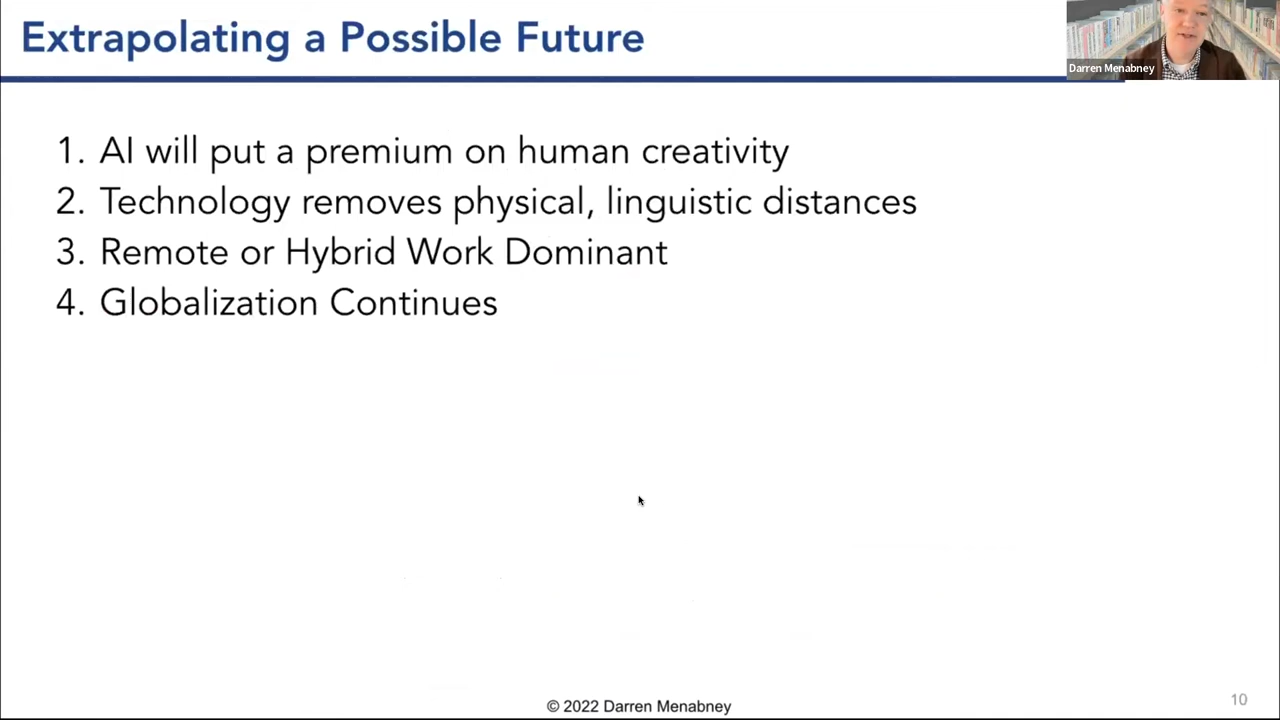 Extrapolating a Possible Future
Darren Menabney
1. AI will put a premium on human creativity
2. Technology removes physical, linguistic distances
3. Remote or Hybrid Work Dominant
4. Globalization Continues
© 2022 Darren Menabney
10